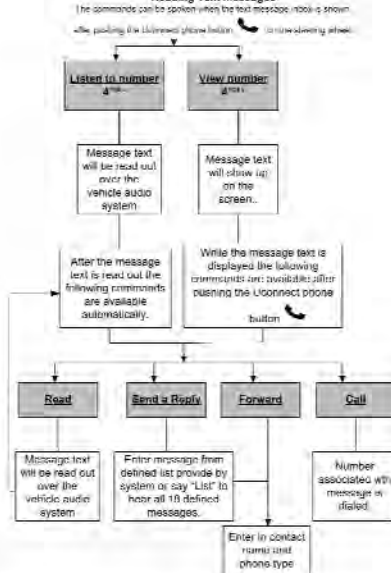 Reading Text Messages
The commands can be spoken when the text message inbox is shown
after pushing the Uconnect phone button
Listen to number
View number
Message text
will be read out
over the
vehicle audio
system
Message text
will show up
on the
screen.
After the message
text is read out the
following commands
are available
automatically.
While the message text is
displayed the following
commands are available after
pushing the Uconnect phone
button
Read
Send a Reply
Forward
Call
Message text
will be read out
over the
vehicle audio
system
Enter message from
defined list provide by
system or say "List" to
hear all 18 defined
messages.
Number
associated with
message is
dialed.
Enter in contact
name and
phone type